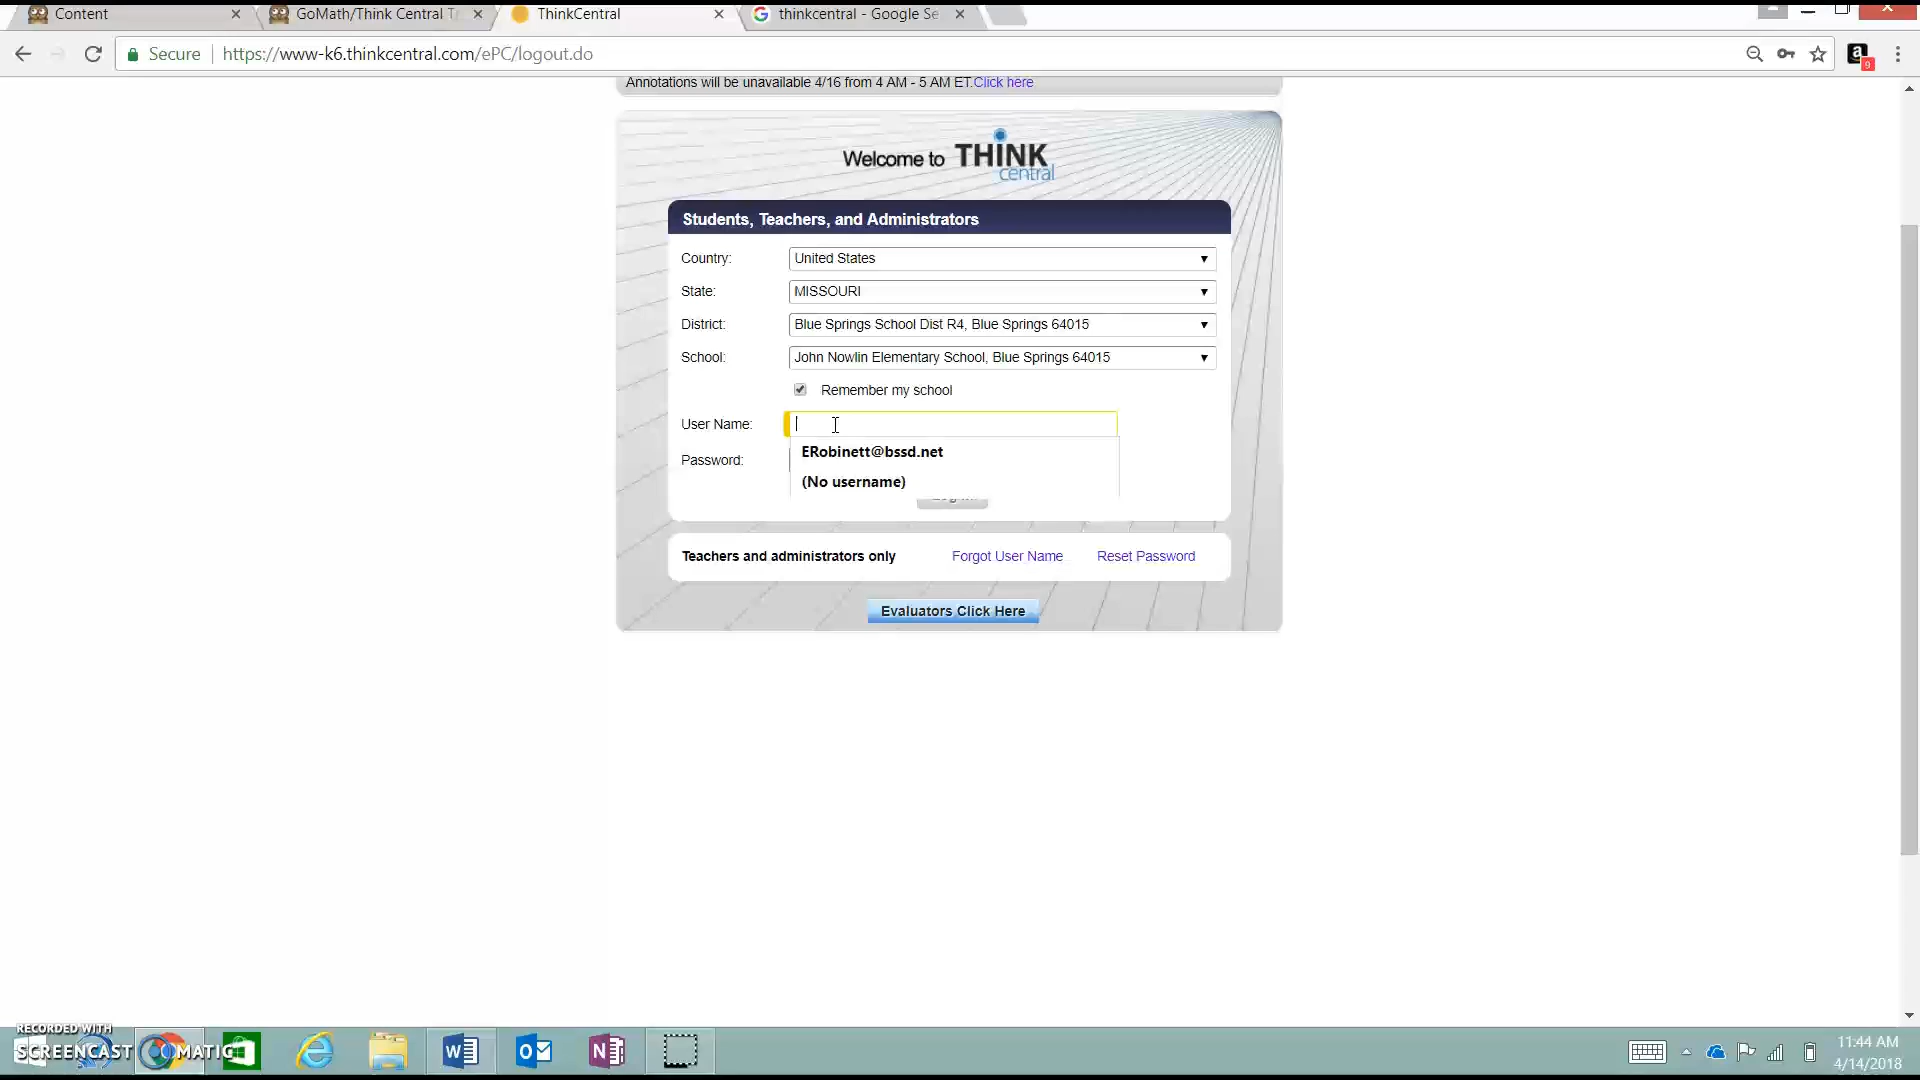 Content
GoMath/Think Central T
ThinkCentral
thinkcentral - Google Se
Secure
https://www-k6.thinkcentral.com/ePC/logout.do
9
Annotations will be unavailable 4/16 from 4 AM - 5 AM ET.Click here
Welcome to THINK central
Students, Teachers, and Administrators
Country: United States
State: MISSOURI
District: Blue Springs School Dist R4, Blue Springs 64015
School: John Nowlin Elementary School, Blue Springs 64015
Remember my school
User Name:
ERobinett@bssd.net
Password:
(No username)
Teachers and administrators only Forgot User Name Reset Password
Evaluators Click Here
RECORDED WITH
SCREENCAST MATIC
11:44 AM
4/14/2018